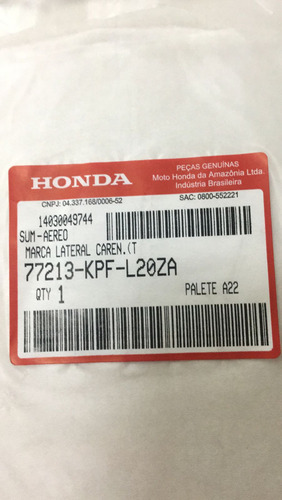 HONDA
PEÇAS GENUÍNAS
Moto Honda da Amazônia Ltda.
Indústria Brasileira
CNPJ: 04.337.168/0006-52
SAC: 0800-552221
14030049744
SUM-AEREO
MARCA LATERAL CAREN.(T
77213-KPF-L20ZA
QTY 1
PALETE A22